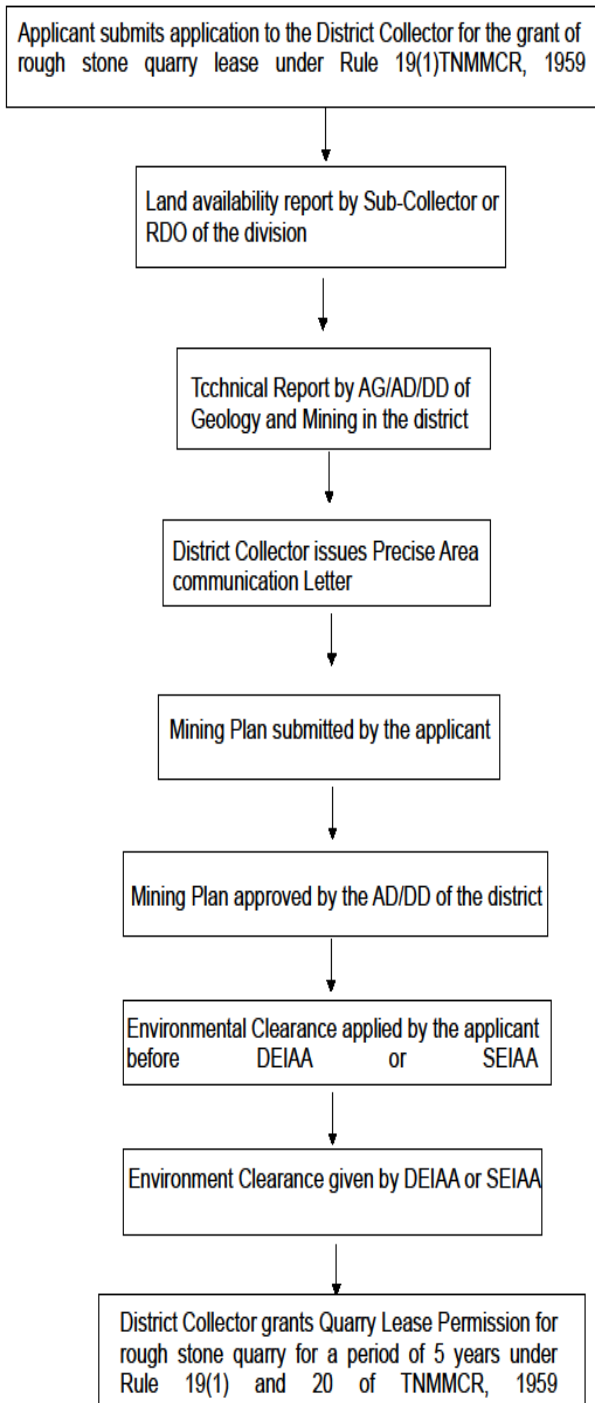 Applicant submits application to the District Collector for the grant of
rough stone quarry lease under Rule 19(1)TNMMCR, 1959
Land availability report by Sub-Collector or
RDO of the division
Tcchnical Report by AG/AD/DD of
Geology and Mining in the district
District Collector issues Precise Area
communication Letter
Mining Plan submitted by the applicant
Mining Plan approved by the AD/DD of the district
Environmental Clearance applied by the applicant
before DEIAA or SEIAA
Environment Clearance given by DEIAA or SEIAA
District Collector grants Quarry Lease Permission for
rough stone quarry for a period of 5 years under
Rule 19(1) and 20 of TNMMCR, 1959